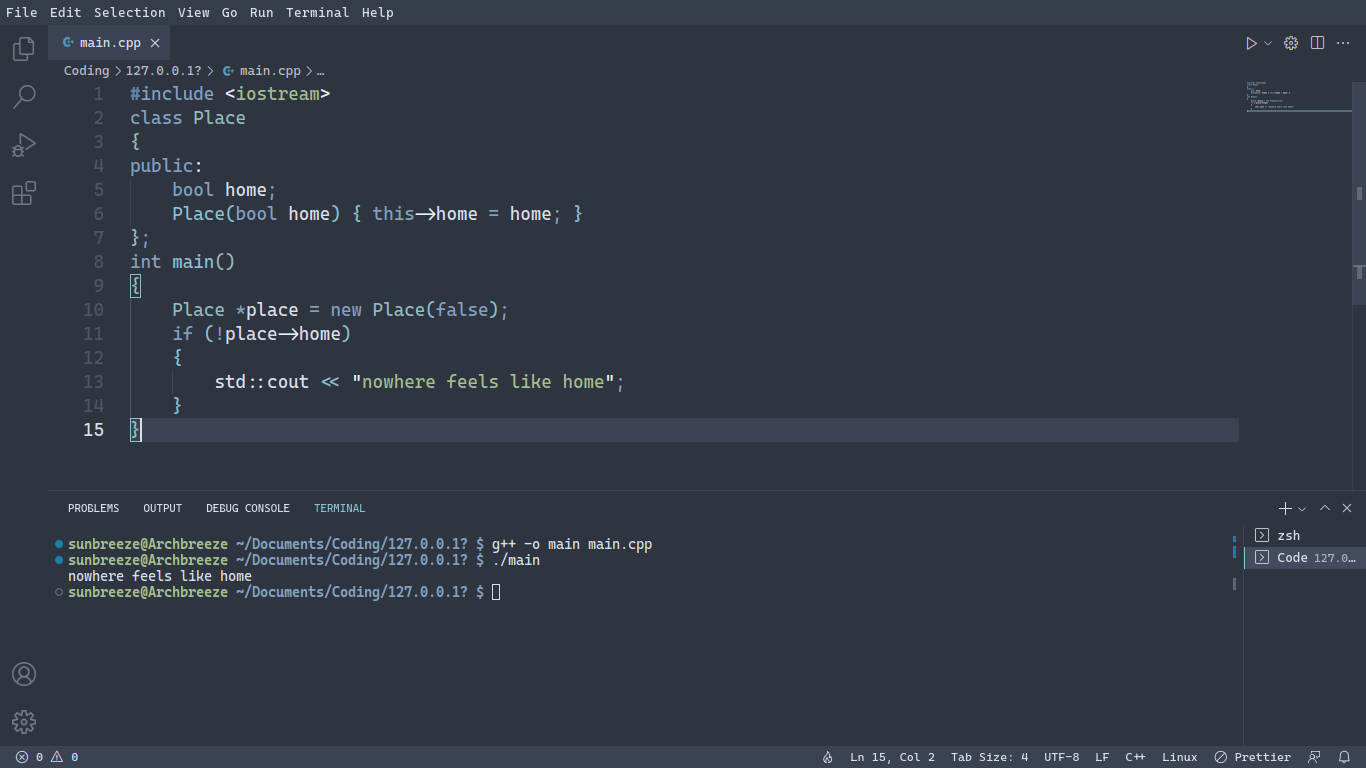 File Edit Selection View Go Run Terminal Help
main.cpp
Coding > 127.0.0.1? > main.cpp > …
1 #include <iostream>
2 class Place
3 {
4 public:
5     bool home;
6     Place(bool home) { this->home = home; }
7 };
8 int main()
9 {
10     Place *place = new Place(false);
11     if (!place->home)
12     {
13         std::cout << "nowhere feels like home";
14     }
15 }
PROBLEMS OUTPUT DEBUG CONSOLE TERMINAL
sunbreeze@Archbreeze ~/Documents/Coding/127.0.0.1? $ g++ -o main main.cpp
sunbreeze@Archbreeze ~/Documents/Coding/127.0.0.1? $ ./main
nowhere feels like home
sunbreeze@Archbreeze ~/Documents/Coding/127.0.0.1? $
zsh
Code 127.0…
0 0
Ln 15, Col 2 Tab Size: 4 UTF-8 LF C++ Linux Prettier